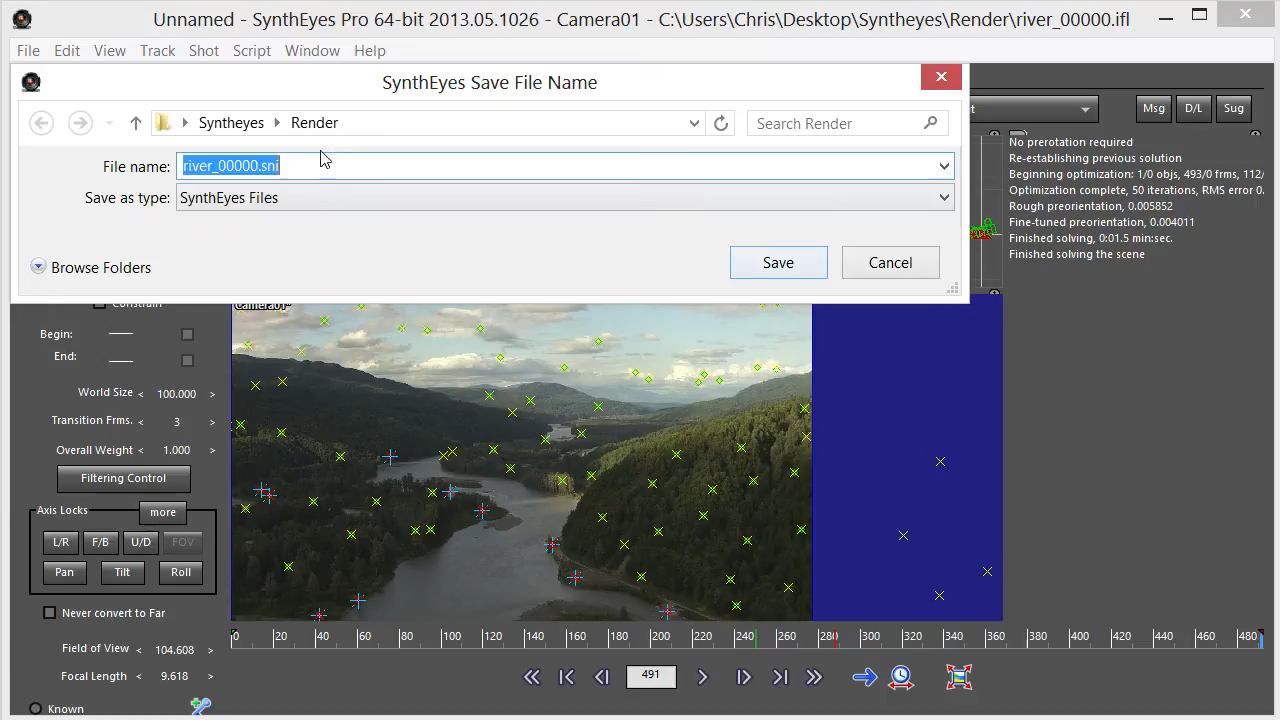 Unnamed - SynthEyes Pro 64-bit 2013.05.1026 - Camera01 - C:\Users\Chris\Desktop\Syntheyes\Render\river_00000.ifl
File Edit View Track Shot Script Window Help
SynthEyes Save File Name
Syntheyes Render
Search Render
File name: river_00000.sni
Save as type: SynthEyes Files
Browse Folders
Save Cancel
Msg D/L Sug
No prerotation required
Re-establishing previous solution
Beginning optimization: 1/0 objs, 493/0 frms, 112/
Optimization complete, 50 iterations, RMS error 0.
Rough preorientation, 0.005852
Fine-tuned preorientation, 0.004011
Finished solving, 0:01.5 min:sec.
Finished solving the scene
Constrain
Camera01*
Begin:
End:
World Size < 100.000 >
Transition Frms. < 3 >
Overall Weight < 1.000 >
Filtering Control
Axis Locks more
L/R F/B U/D FOV
Pan Tilt Roll
Never convert to Far
Field of View < 104.608 >
Focal Length < 9.618 >
Known
0 20 40 60 80 100 120 140 160 180 200 220 240 260 280 300 320 340 360 380 400 420 440 460 480
491